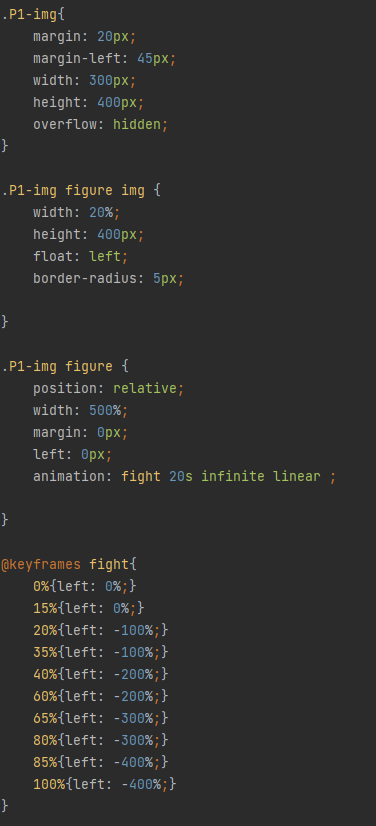 .P1-img{
    margin: 20px;
    margin-left: 45px;
    width: 300px;
    height: 400px;
    overflow: hidden;
}
.P1-img figure img {
    width: 20%;
    height: 400px;
    float: left;
    border-radius: 5px;
}
.P1-img figure {
    position: relative;
    width: 500%;
    margin: 0px;
    left: 0px;
    animation: fight 20s infinite linear ;
}
@keyframes fight{
    0%{left: 0%;}
    15%{left: 0%;}
    20%{left: -100%;}
    35%{left: -100%;}
    40%{left: -200%;}
    60%{left: -200%;}
    65%{left: -300%;}
    80%{left: -300%;}
    85%{left: -400%;}
    100%{left: -400%;}
}